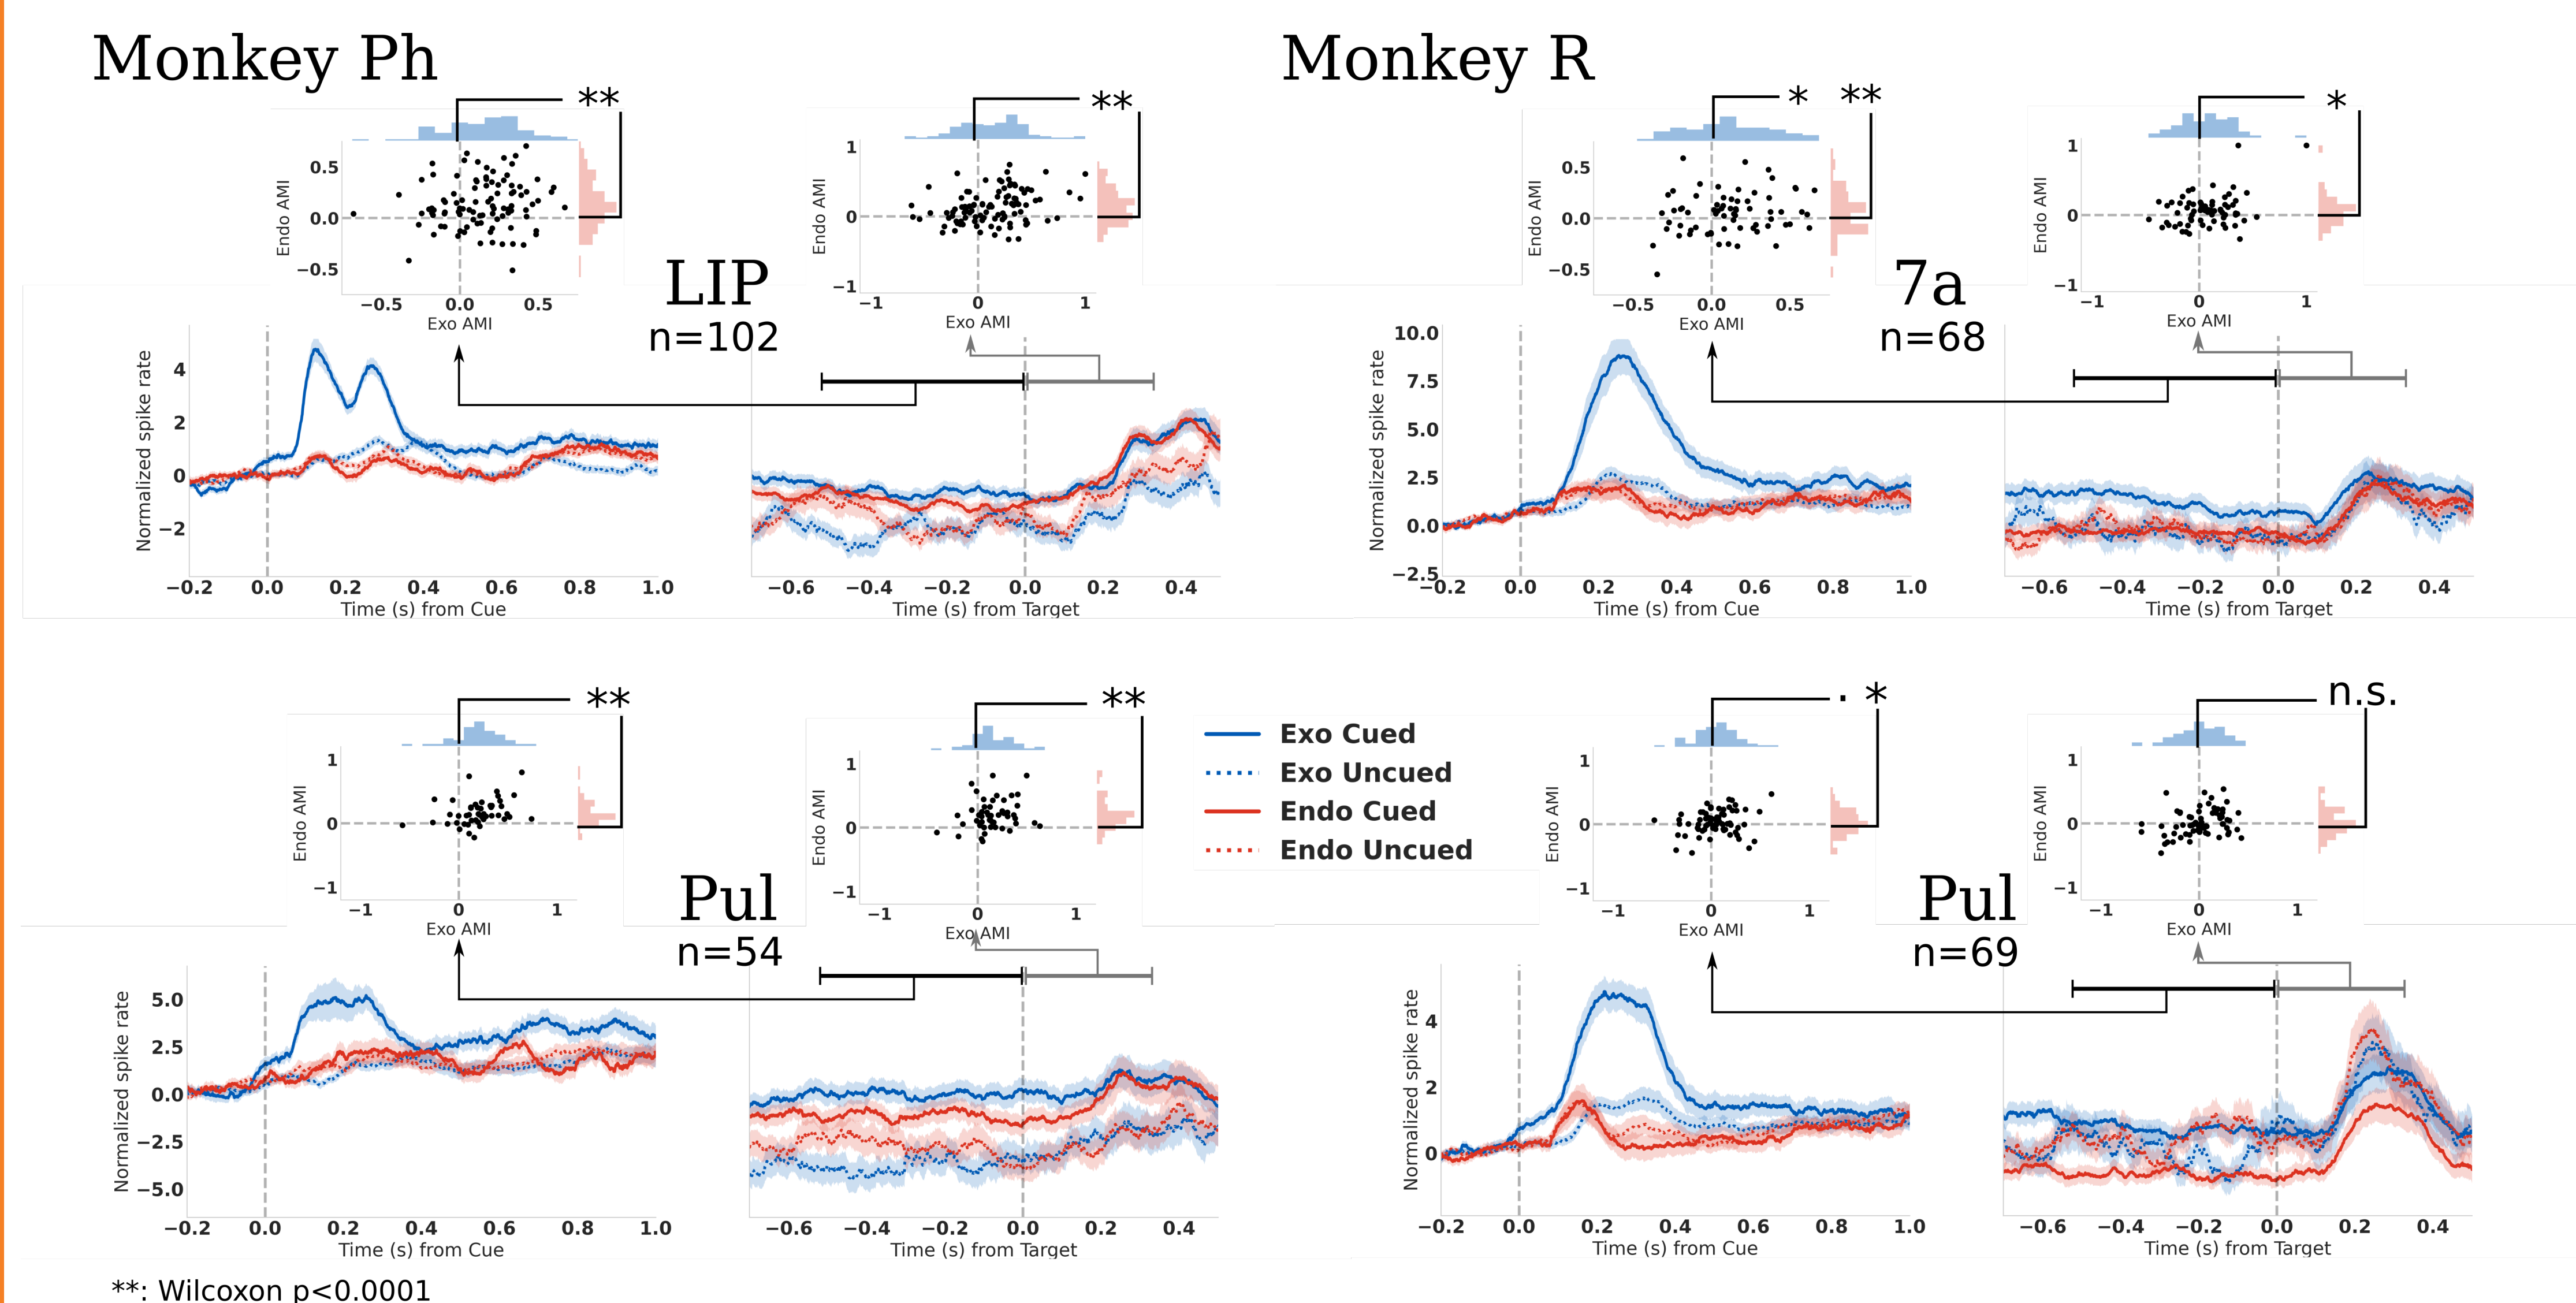 Monkey Ph
Monkey R
**
**
* **
*
Endo AMI
0.5
0.0
−0.5
−0.5 0.0 0.5
Exo AMI
Endo AMI
1
0
−1
−1 0 1
Exo AMI
LIP
n=102
Endo AMI
0.5
0.0
−0.5
−0.5 0.0 0.5
Exo AMI
Endo AMI
1
0
−1
−1 0 1
Exo AMI
7a
n=68
Normalized spike rate
4
2
0
−2
−0.2 0.0 0.2 0.4 0.6 0.8 1.0
Time (s) from Cue
−0.6 −0.4 −0.2 0.0 0.2 0.4
Time (s) from Target
Normalized spike rate
10.0
7.5
5.0
2.5
0.0
−2.5
−0.2 0.0 0.2 0.4 0.6 0.8 1.0
Time (s) from Cue
−0.6 −0.4 −0.2 0.0 0.2 0.4
Time (s) from Target
**
**
. *
n.s.
Endo AMI
1
0
−1
−1 0 1
Exo AMI
Endo AMI
1
0
−1
−1 0 1
Exo AMI
Pul
n=54
Exo Cued
Exo Uncued
Endo Cued
Endo Uncued
Endo AMI
1
0
−1
−1 0 1
Exo AMI
Endo AMI
1
0
−1
−1 0 1
Exo AMI
Pul
n=69
Normalized spike rate
5.0
2.5
0.0
−2.5
−5.0
−0.2 0.0 0.2 0.4 0.6 0.8 1.0
Time (s) from Cue
−0.6 −0.4 −0.2 0.0 0.2 0.4
Time (s) from Target
Normalized spike rate
4
2
0
−0.2 0.0 0.2 0.4 0.6 0.8 1.0
Time (s) from Cue
−0.6 −0.4 −0.2 0.0 0.2 0.4
Time (s) from Target
**: Wilcoxon p<0.0001